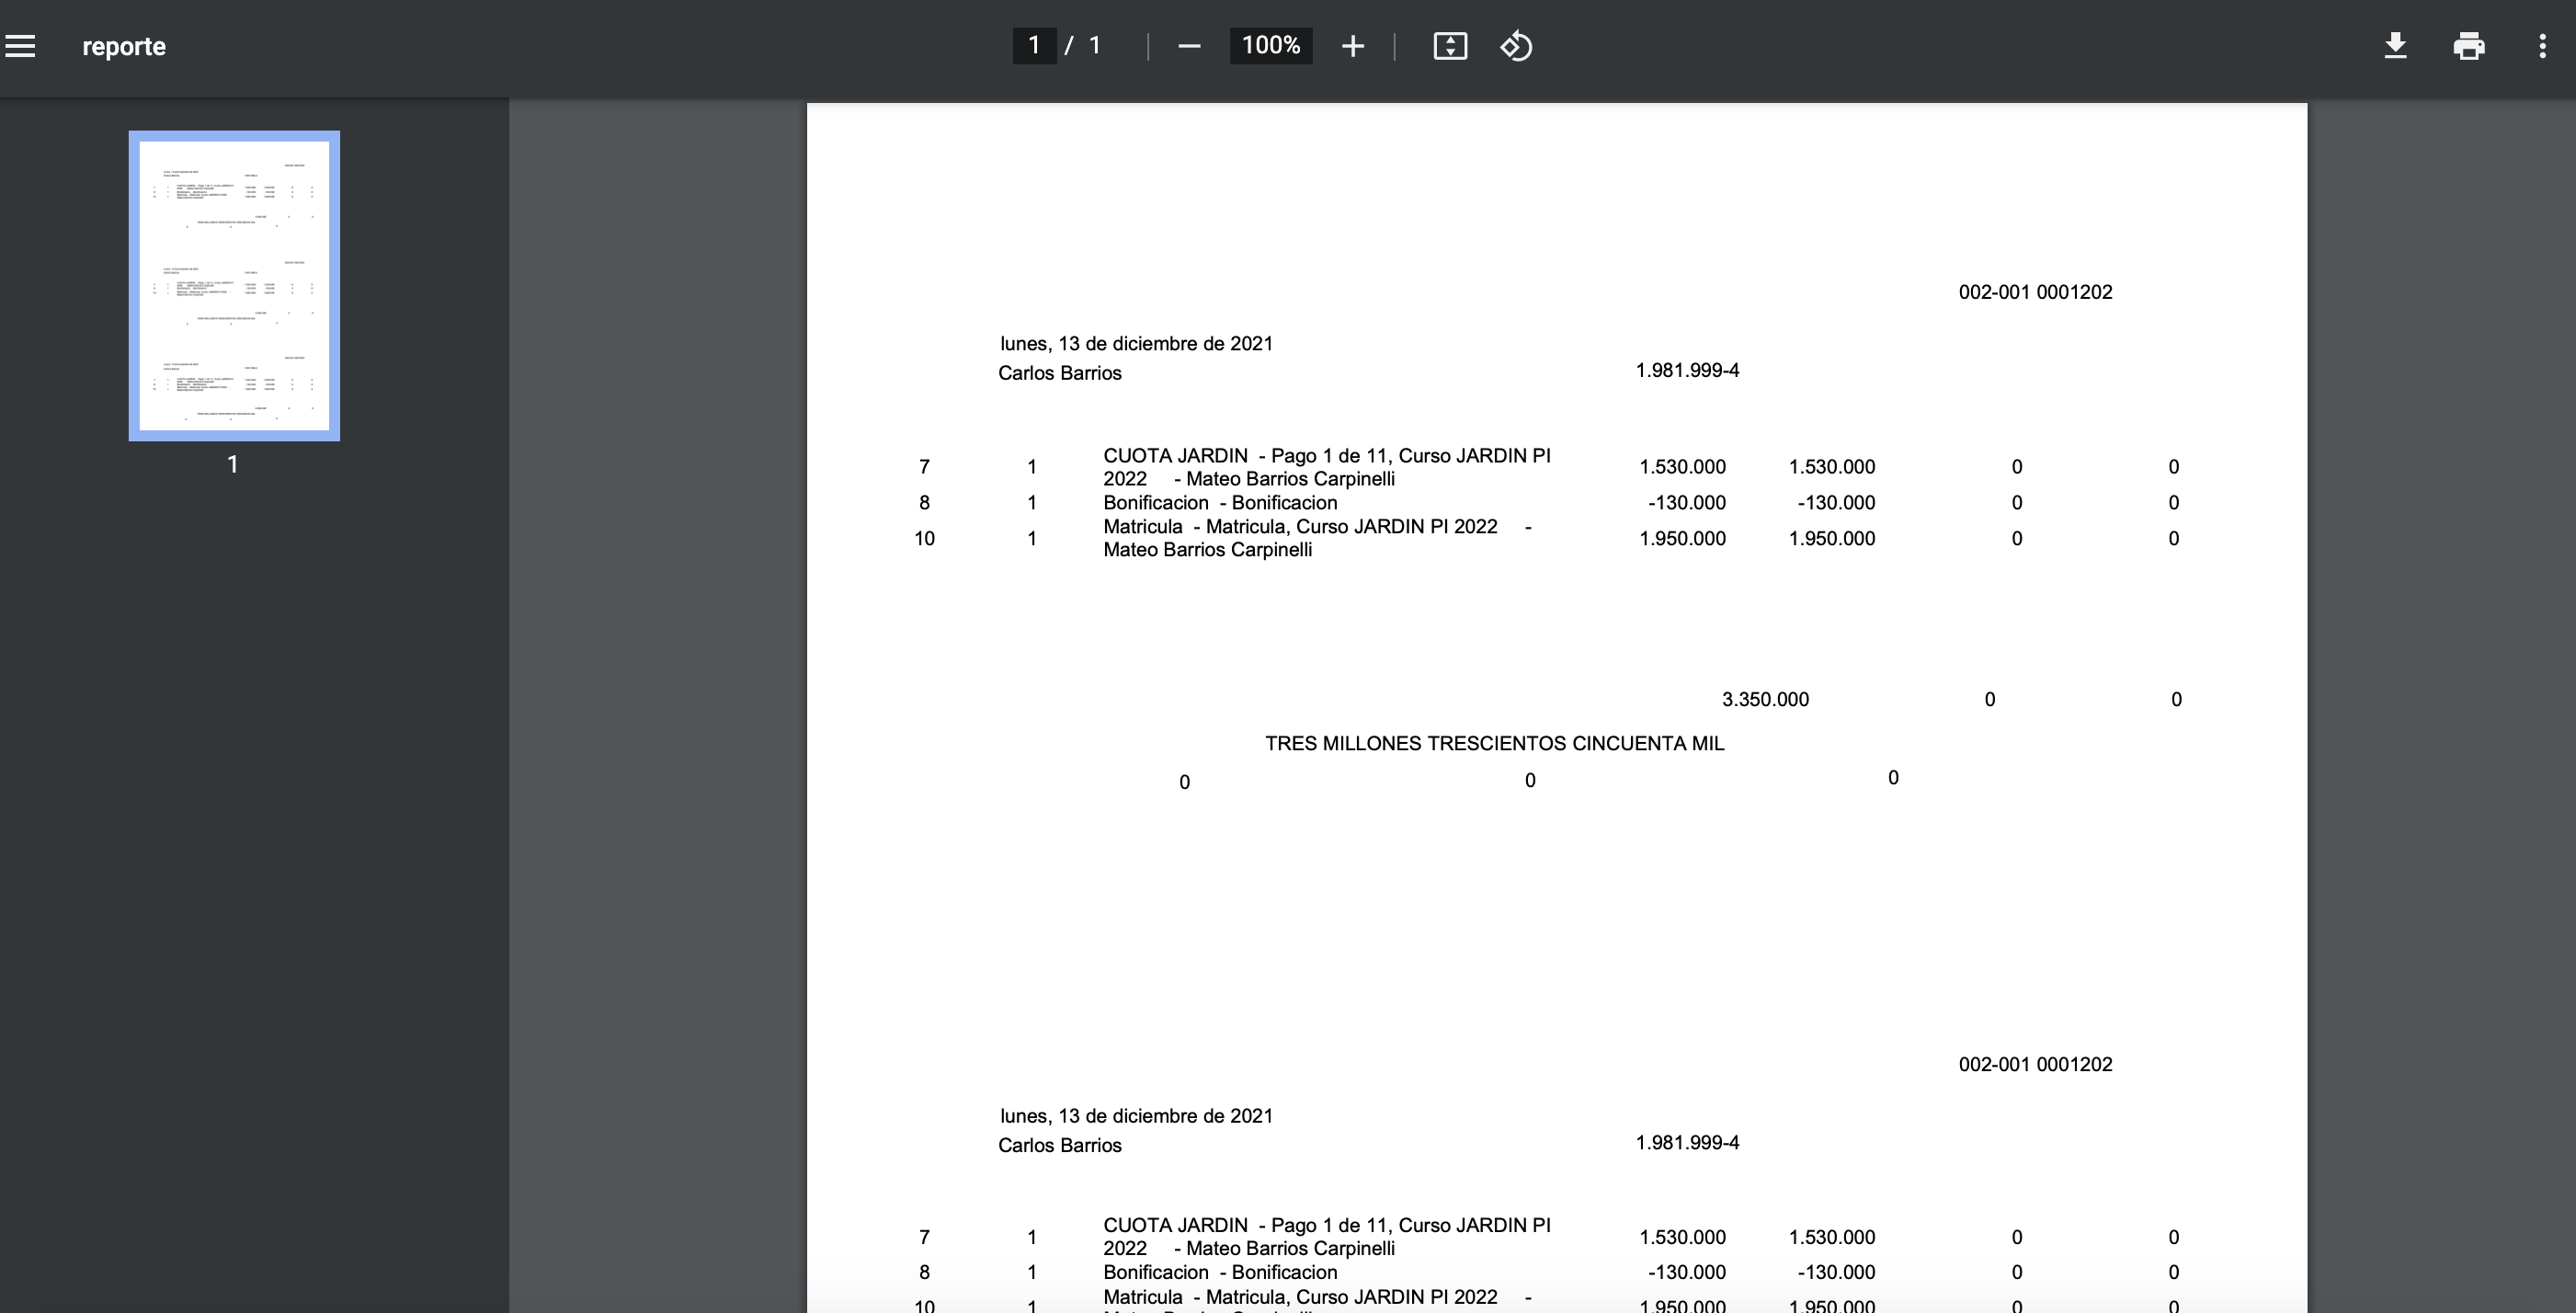 reporte
1 / 1
100%
1
002-001 0001202
lunes, 13 de diciembre de 2021
Carlos Barrios 1.981.999-4
7 1 CUOTA JARDIN - Pago 1 de 11, Curso JARDIN PI 1.530.000 1.530.000 0 0
2022 - Mateo Barrios Carpinelli
8 1 Bonificacion - Bonificacion -130.000 -130.000 0 0
10 1 Matricula - Matricula, Curso JARDIN PI 2022 - 1.950.000 1.950.000 0 0
Mateo Barrios Carpinelli
3.350.000 0 0
TRES MILLONES TRESCIENTOS CINCUENTA MIL
0 0 0
002-001 0001202
lunes, 13 de diciembre de 2021
Carlos Barrios 1.981.999-4
7 1 CUOTA JARDIN - Pago 1 de 11, Curso JARDIN PI 1.530.000 1.530.000 0 0
2022 - Mateo Barrios Carpinelli
8 1 Bonificacion - Bonificacion -130.000 -130.000 0 0
10 1 Matricula - Matricula, Curso JARDIN PI 2022 - 1.950.000 1.950.000 0 0